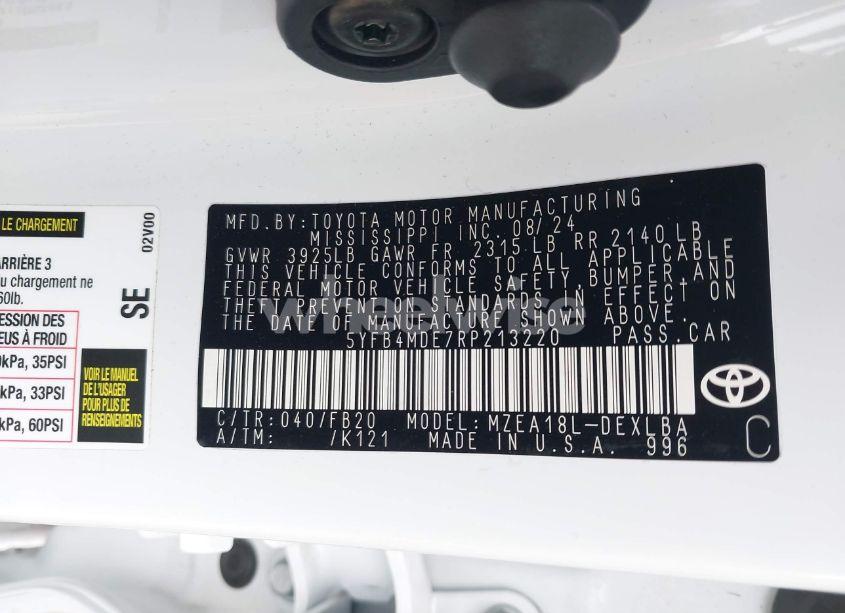 LE CHARGEMENT
02V00
ARRIÈRE 3
u chargement ne
60lb.
SE
ESSION DES
EUS À FROID
kPa, 35PSI
kPa, 33PSI
kPa, 60PSI
VOIR LE MANUEL
DE L'USAGER
POUR PLUS DE
RENSEIGNEMENTS
MFD. BY: TOYOTA MOTOR MANUFACTURING
MISSISSIPPI INC. 08/24
GVWR 3925LB GAWR FR 2315LB RR 2140LB
THIS VEHICLE CONFORMS TO ALL APPLICABLE
FEDERAL MOTOR VEHICLE SAFETY, BUMPER, AND
THEFT PREVENTION STANDARDS IN EFFECT ON
THE DATE OF MANUFACTURE SHOWN ABOVE.
5YFB4MDE7RP213220 PASS. CAR
C/TR: 040/FB20 MODEL: MZEA18L-DEXLBA
A/TM: /K121 MADE IN U.S.A. 996
C